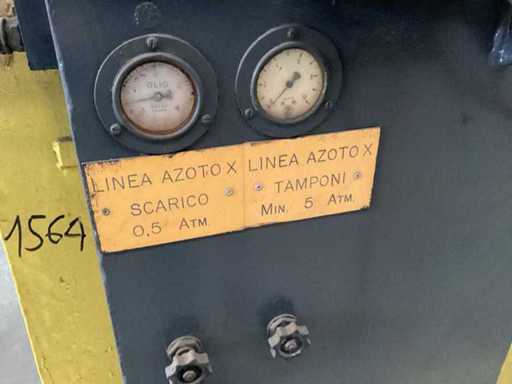 OLIO
LINEA AZOTO X
SCARICO
0.5 ATM.
LINEA AZOTO X
TAMPONI
MIN. 5 ATM.
1564